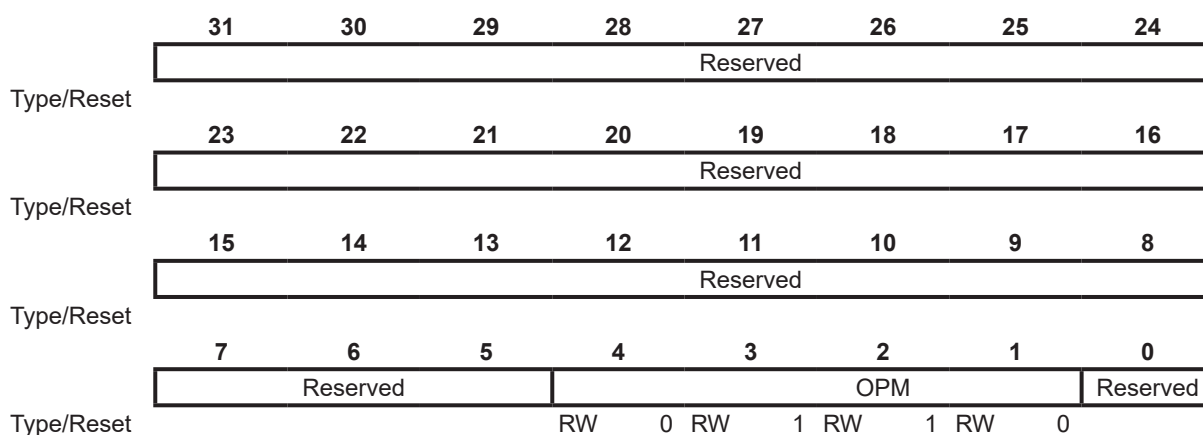 31 30 29 28 27 26 25 24
Reserved
Type/Reset
23 22 21 20 19 18 17 16
Reserved
Type/Reset
15 14 13 12 11 10 9 8
Reserved
Type/Reset
7 6 5 4 3 2 1 0
Reserved OPM Reserved
Type/Reset RW 0 RW 1 RW 1 RW 0